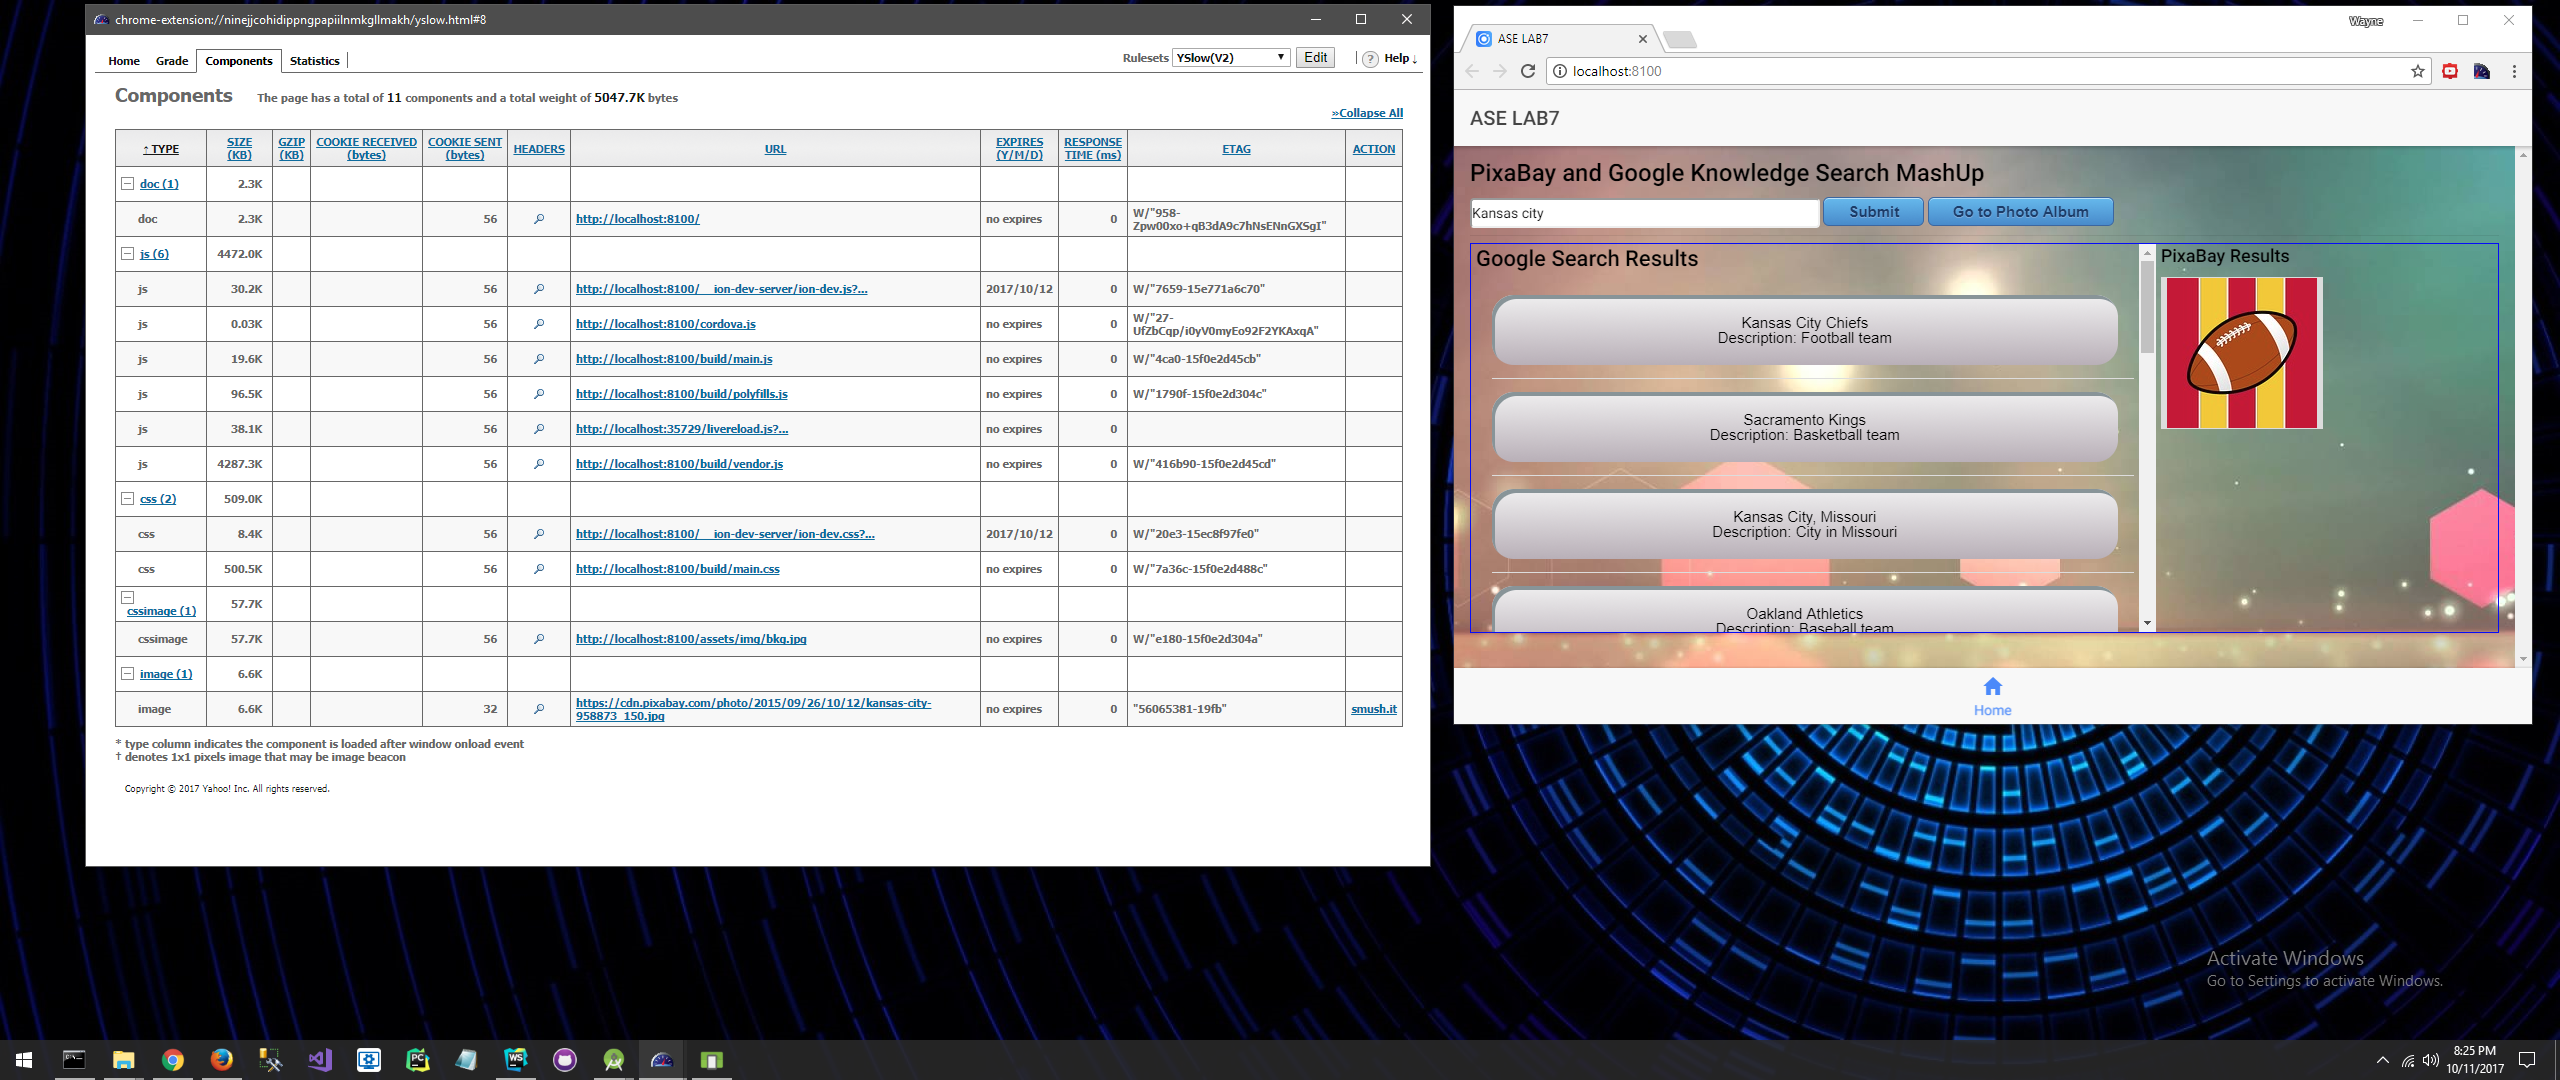 chrome-extension://ninejjcohidippngpapiilnmkgllmakh/yslow.html#8
Home Grade Components Statistics
Rulesets YSlow(V2) Edit ? Help ↓
Components The page has a total of 11 components and a total weight of 5047.7K bytes
»Collapse All
↑ TYPE SIZE (KB) GZIP (KB) COOKIE RECEIVED (bytes) COOKIE SENT (bytes) HEADERS URL EXPIRES (Y/M/D) RESPONSE TIME (ms) ETAG ACTION
doc (1) 2.3K
doc 2.3K 56 http://localhost:8100/ no expires 0 W/"958-Zpw00xo+qB3dA9c7hNsENnGXSgI"
js (6) 4472.0K
js 30.2K 56 http://localhost:8100/__ion-dev-server/ion-dev.js?... 2017/10/12 0 W/"7659-15e771a6c70"
js 0.03K 56 http://localhost:8100/cordova.js no expires 0 W/"27-UfZbCqp/i0yV0myEo92F2YKAxqA"
js 19.6K 56 http://localhost:8100/build/main.js no expires 0 W/"4ca0-15f0e2d45cb"
js 96.5K 56 http://localhost:8100/build/polyfills.js no expires 0 W/"1790f-15f0e2d304c"
js 38.1K 56 http://localhost:35729/livereload.js?... no expires 0
js 4287.3K 56 http://localhost:8100/build/vendor.js no expires 0 W/"416b90-15f0e2d45cd"
css (2) 509.0K
css 8.4K 56 http://localhost:8100/__ion-dev-server/ion-dev.css?... 2017/10/12 0 W/"20e3-15ec8f97fe0"
css 500.5K 56 http://localhost:8100/build/main.css no expires 0 W/"7a36c-15f0e2d488c"
cssimage (1) 57.7K
cssimage 57.7K 56 http://localhost:8100/assets/img/bkg.jpg no expires 0 W/"e180-15f0e2d304a"
image (1) 6.6K
image 6.6K 32 https://cdn.pixabay.com/photo/2015/09/26/10/12/kansas-city-958873_150.jpg no expires 0 "56065381-19fb" smush.it
* type column indicates the component is loaded after window onload event
† denotes 1x1 pixels image that may be image beacon
Copyright © 2017 Yahoo! Inc. All rights reserved.
Wayne
ASE LAB7
localhost:8100
ASE LAB7
PixaBay and Google Knowledge Search MashUp
Kansas city Submit Go to Photo Album
Google Search Results
PixaBay Results
Kansas City Chiefs
Description: Football team
Sacramento Kings
Description: Basketball team
Kansas City, Missouri
Description: City in Missouri
Oakland Athletics
Description: Baseball team
Home
Activate Windows
Go to Settings to activate Windows.
PC
WS
8:25 PM
10/11/2017